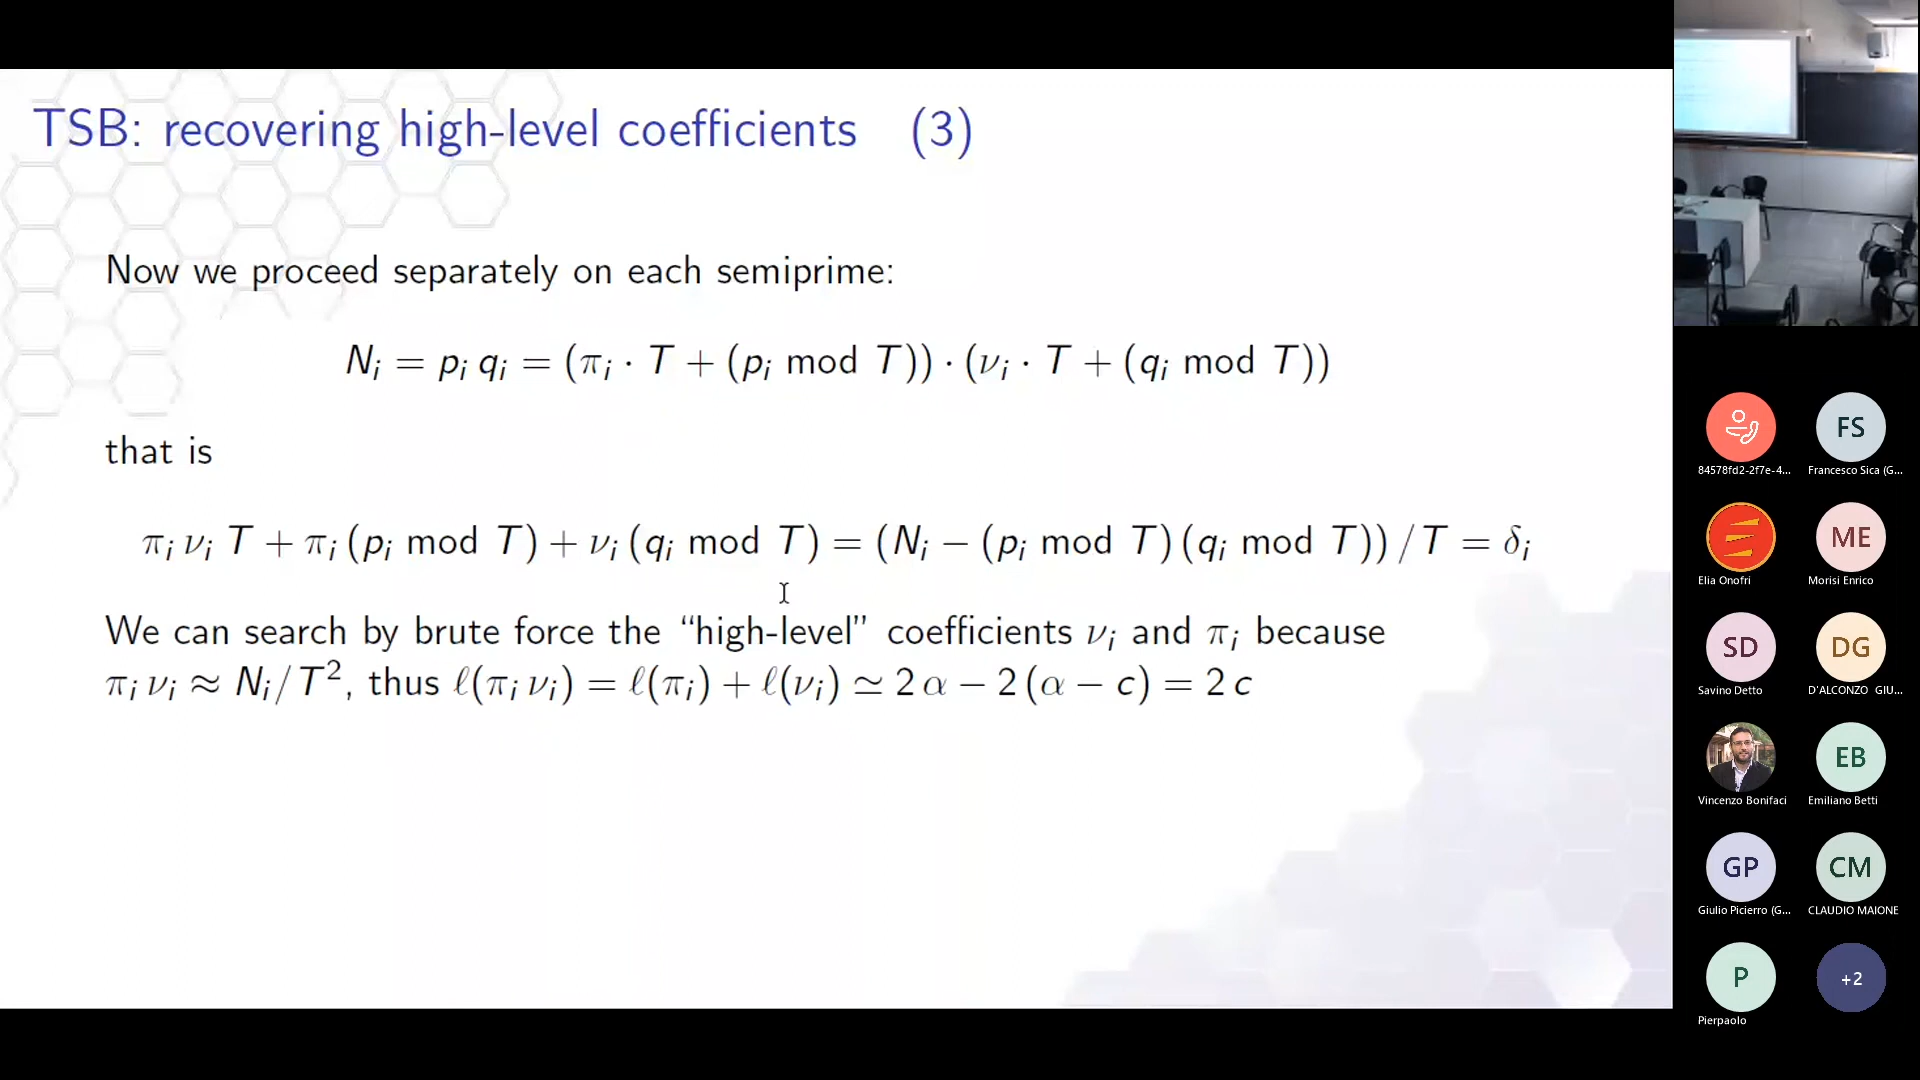 TSB: recovering high-level coefficients (3)
Now we proceed separately on each semiprime:
Nᵢ = pᵢ qᵢ = (πᵢ · T + (pᵢ mod T)) · (νᵢ · T + (qᵢ mod T))
that is
πᵢ νᵢ T + πᵢ (pᵢ mod T) + νᵢ (qᵢ mod T) = (Nᵢ − (pᵢ mod T) (qᵢ mod T)) / T = δᵢ
We can search by brute force the “high-level” coefficients νᵢ and πᵢ because
πᵢ νᵢ ≈ Nᵢ/T², thus ℓ(πᵢ νᵢ) = ℓ(πᵢ) + ℓ(νᵢ) ≃ 2 α − 2 (α − c) = 2 c
FS
84578fd2-2f7e-4...
Francesco Sica (G...
ME
Elia Onofri
Morisi Enrico
SD
DG
Savino Detto
D'ALCONZO GIU...
EB
Vincenzo Bonifaci
Emiliano Betti
GP
CM
Giulio Picierro (G...
CLAUDIO MAIONE
P
+2
Pierpaolo